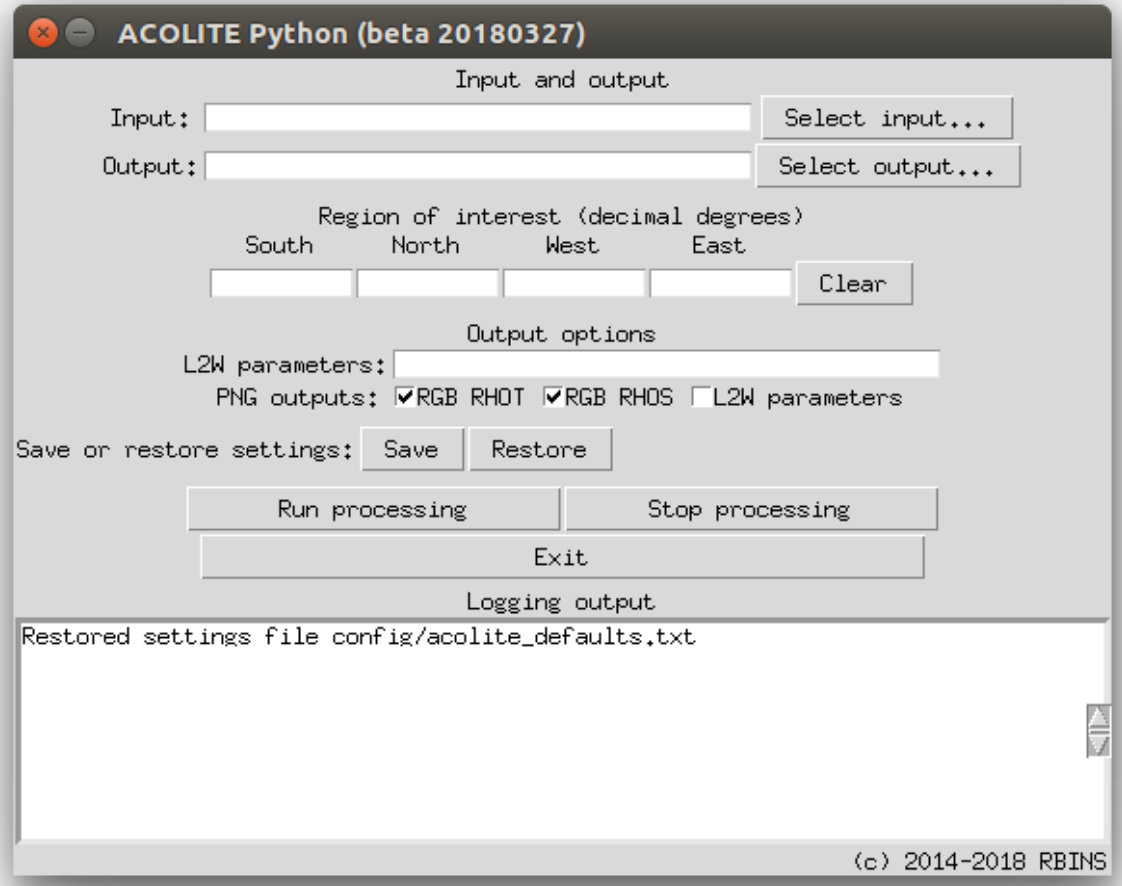 ACOLITE Python (beta 20180327)
Input and output
Input: Select input...
Output: Select output...
Region of interest (decimal degrees)
South North West East
Clear
Output options
L2W parameters:
PNG outputs: RGB RHOT RGB RHOS L2W parameters
Save or restore settings: Save Restore
Run processing Stop processing
Exit
Logging output
Restored settings file config/acolite_defaults.txt
(c) 2014-2018 RBINS